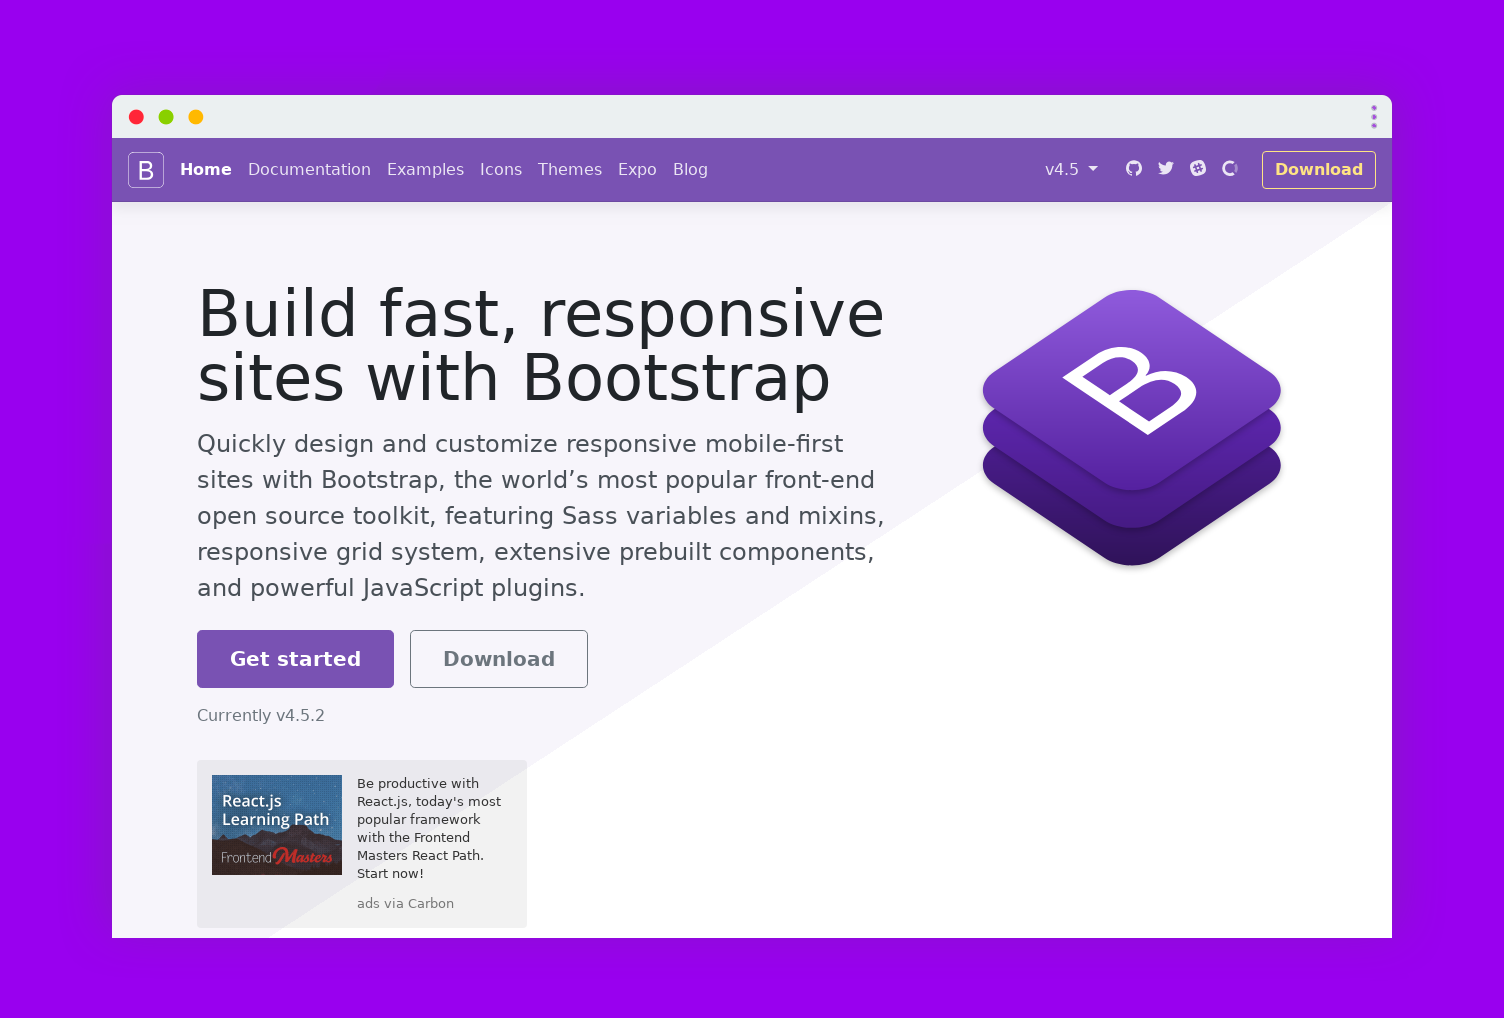 B Home Documentation Examples Icons Themes Expo Blog v4.5 Download
Build fast, responsive
sites with Bootstrap
B
Quickly design and customize responsive mobile-first
sites with Bootstrap, the world’s most popular front-end
open source toolkit, featuring Sass variables and mixins,
responsive grid system, extensive prebuilt components,
and powerful JavaScript plugins.
Get started Download
Currently v4.5.2
React.js
Learning Path
Frontend Masters
Be productive with
React.js, today's most
popular framework
with the Frontend
Masters React Path.
Start now!
ads via Carbon